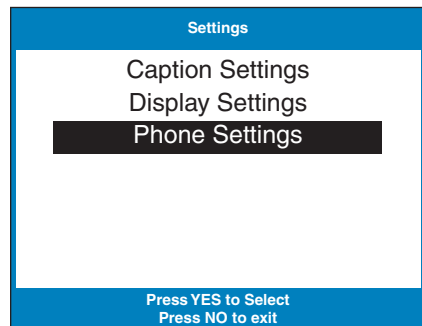 Settings
Caption Settings
Display Settings
Phone Settings
Press YES to Select
Press NO to exit